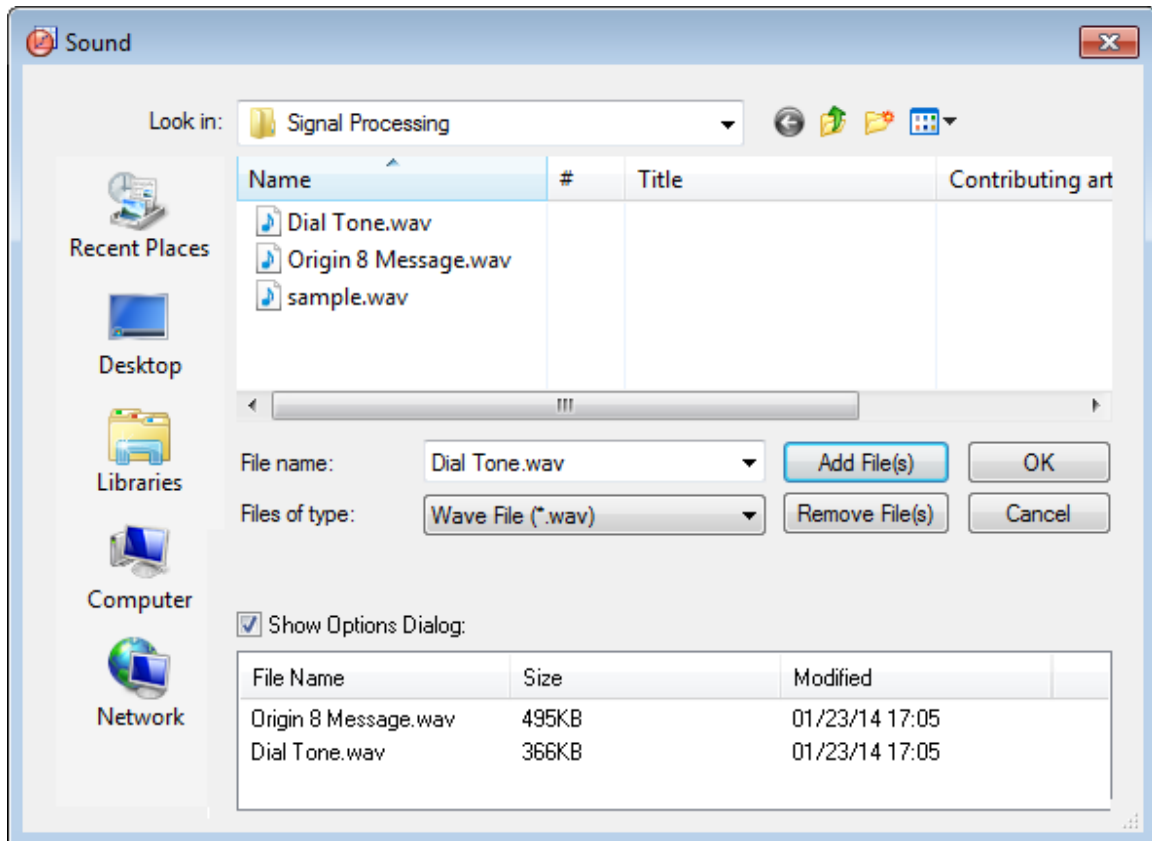 Sound
Look in: Signal Processing
Name # Title Contributing art
Dial Tone.wav
Origin 8 Message.wav
sample.wav
Recent Places
Desktop
Libraries
Computer
Network
File name: Dial Tone.wav Add File(s) OK
Files of type: Wave File (*.wav) Remove File(s) Cancel
Show Options Dialog:
File Name Size Modified
Origin 8 Message.wav 495KB 01/23/14 17:05
Dial Tone.wav 366KB 01/23/14 17:05